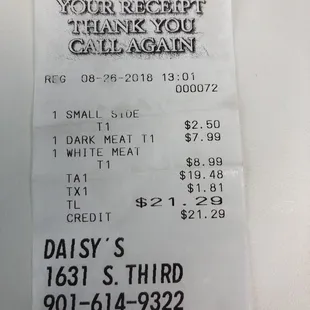 YOUR RECEIPT
THANK YOU
CALL AGAIN
REG 08-26-2018 13:01
000072
1 SMALL SIDE
T1 $2.50
1 DARK MEAT T1 $7.99
1 WHITE MEAT
T1 $8.99
TA1 $19.48
TX1 $1.81
TL $21.29
CREDIT $21.29
DAISY'S
1631 S. THIRD
901-614-9322